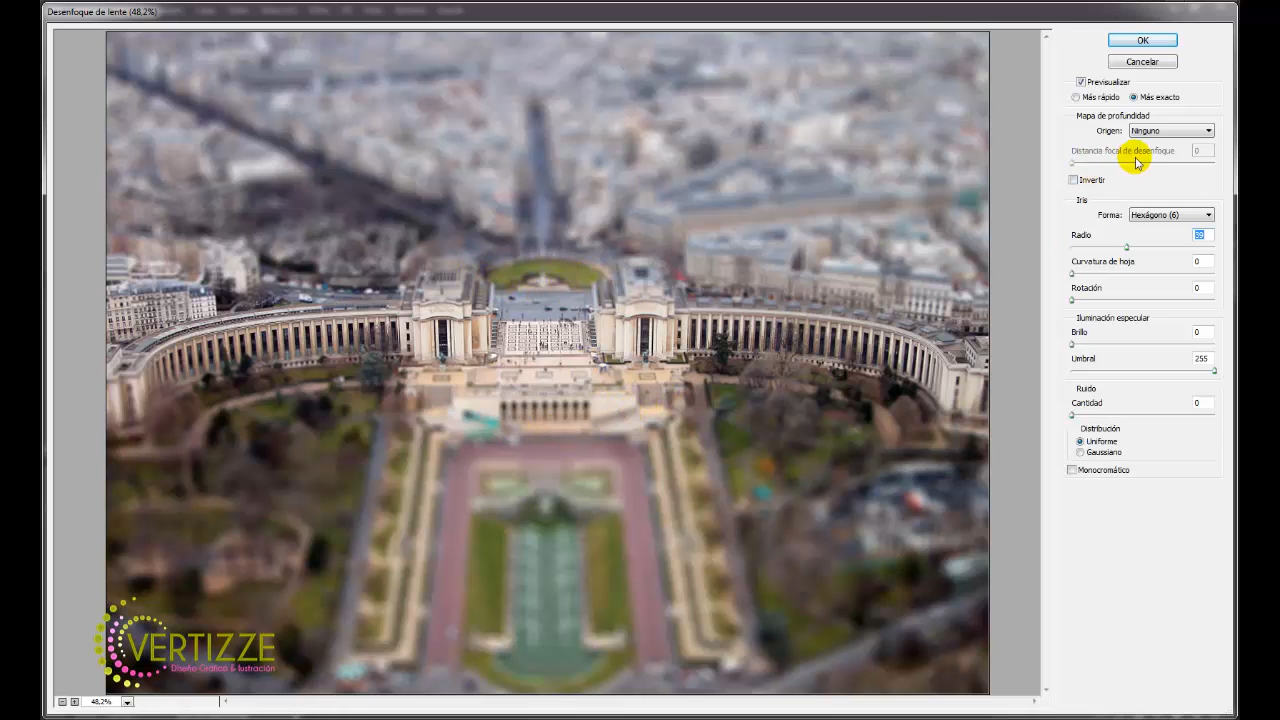 Desenfoque de lente (48,2%)
OK
Cancelar
Previsualizar
Más rápido
Más exacto
Mapa de profundidad
Origen: Ninguno
Distancia focal de desenfoque 0
Invertir
Iris
Forma: Hexágono (6)
Radio 39
Curvatura de hoja 0
Rotación 0
Iluminación especular
Brillo 0
Umbral 255
Ruido
Cantidad 0
Distribución
Uniforme
Gaussiano
Monocromático
VERTIZZE
Diseño Gráfico & Ilustración
48,2%